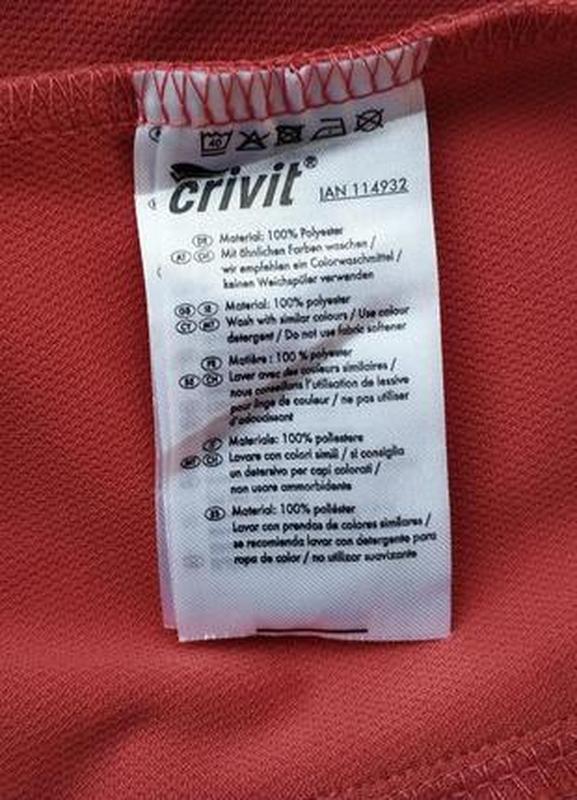 40
crivit®
IAN 114932
DE Material: 100% Polyester
AT CH Mit ähnlichen Farben waschen /
wir empfehlen ein Colorwaschmittel /
keinen Weichspüler verwenden
GB IE Material: 100% polyester
CY MT Wash with similar colours / Use colour
detergent / Do not use fabric softener
FR Matière : 100 % polyester
BE CH Laver avec des couleurs similaires /
nous conseillons l'utilisation de lessive
pour linge de couleur / ne pas utiliser
d'adoucissant
IT Materiale: 100% poliestere
MT CH Lavare con colori simili / si consiglia
un detersivo per capi colorati /
non usare ammorbidente
ES Material: 100% poliéster
Lavar con prendas de colores similares /
se recomienda lavar con detergente para
ropa de color / no utilizar suavizante